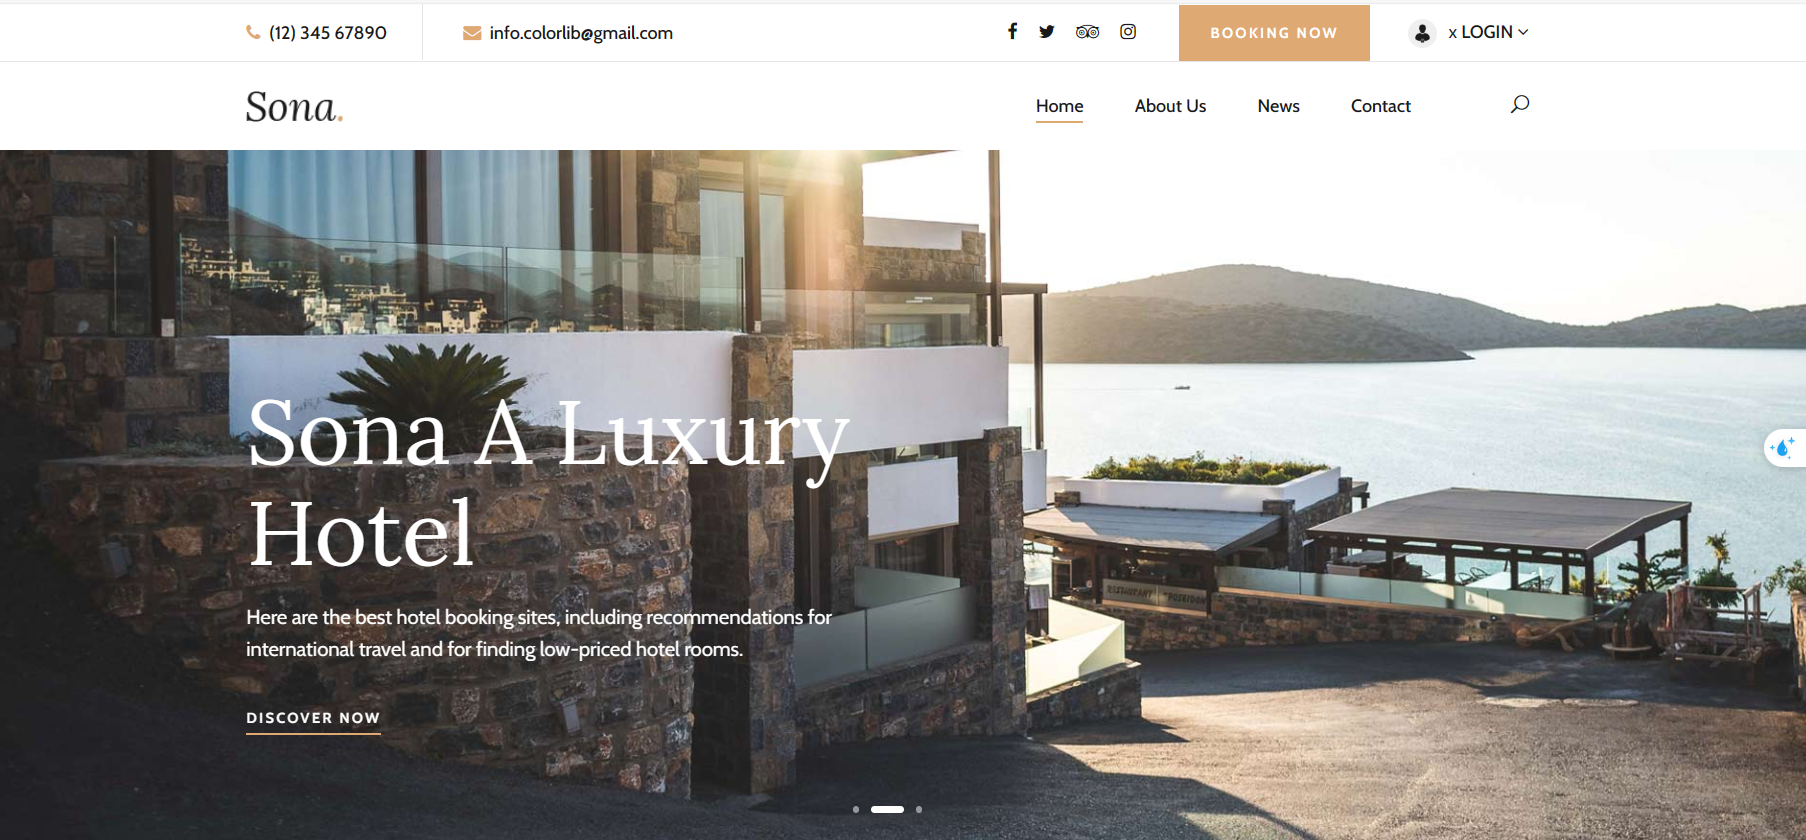 (12) 345 67890
info.colorlib@gmail.com
BOOKING NOW
x LOGIN
Sona.
Home
About Us
News
Contact
Sona A Luxury
Hotel
Here are the best hotel booking sites, including recommendations for
international travel and for finding low-priced hotel rooms.
DISCOVER NOW
RESTAURANT "POSEIDON